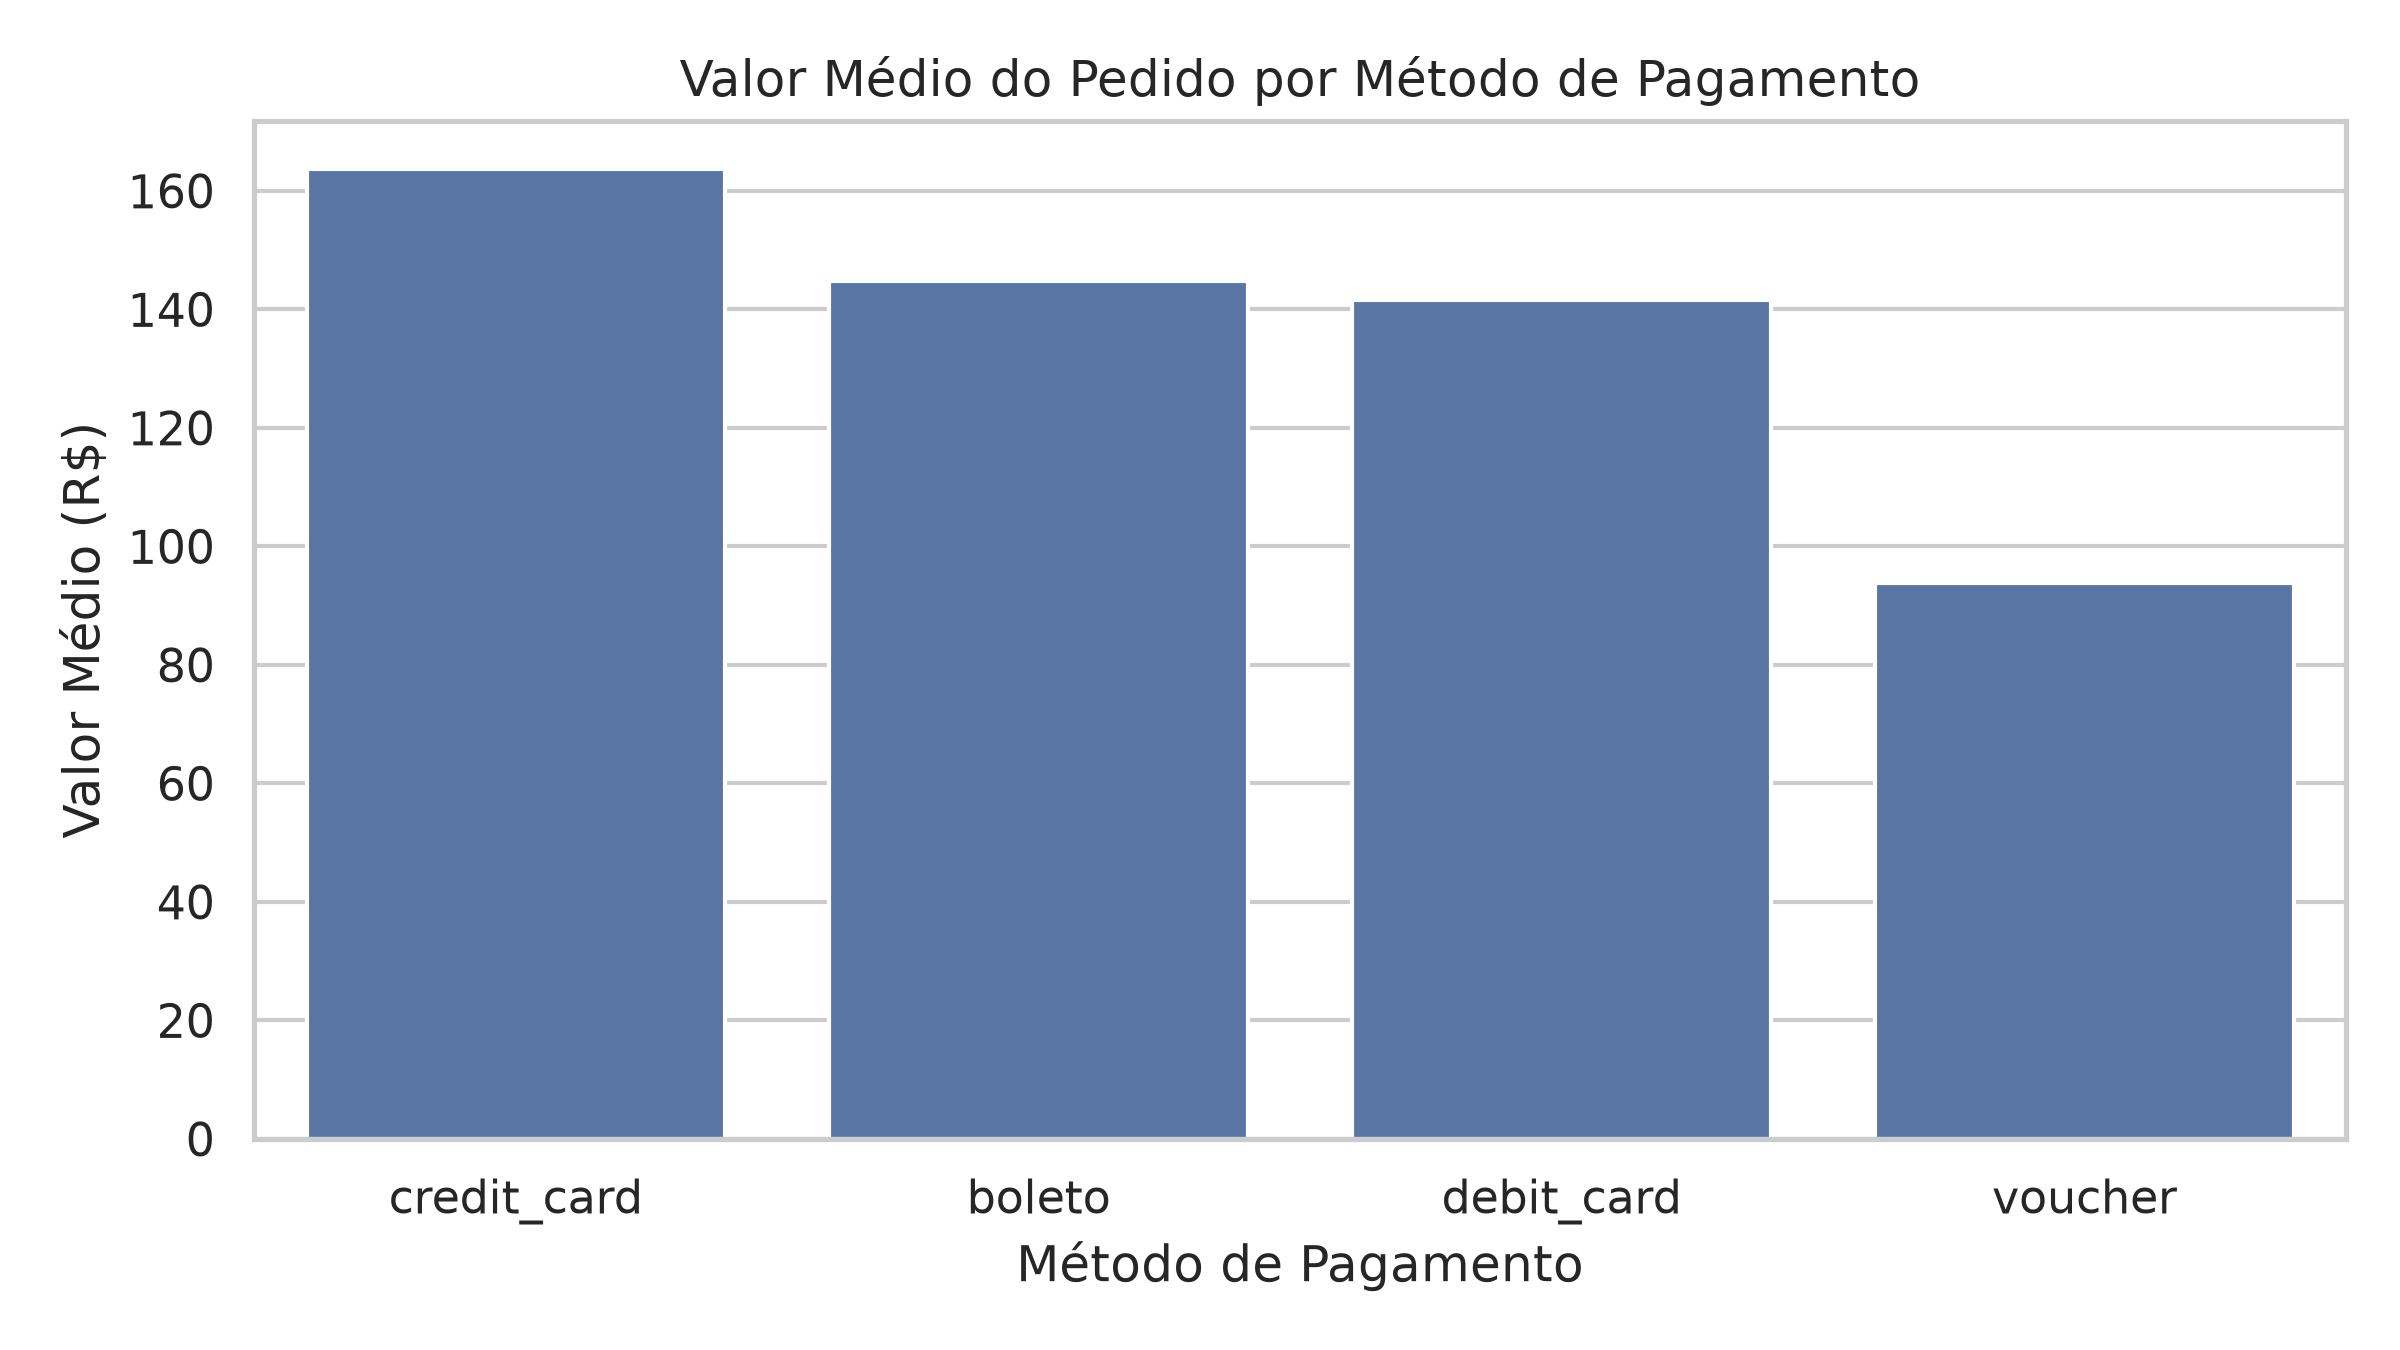 Valor Médio do Pedido por Método de Pagamento
Valor Médio (R$)
160
140
120
100
80
60
40
20
0
credit_card
boleto
debit_card
voucher
Método de Pagamento